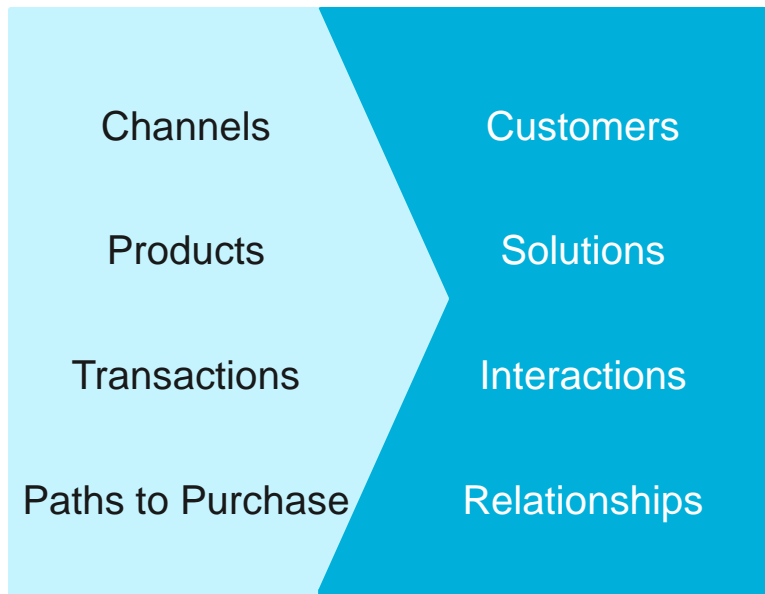 Channels
Customers
Products
Solutions
Transactions
Interactions
Paths to Purchase
Relationships